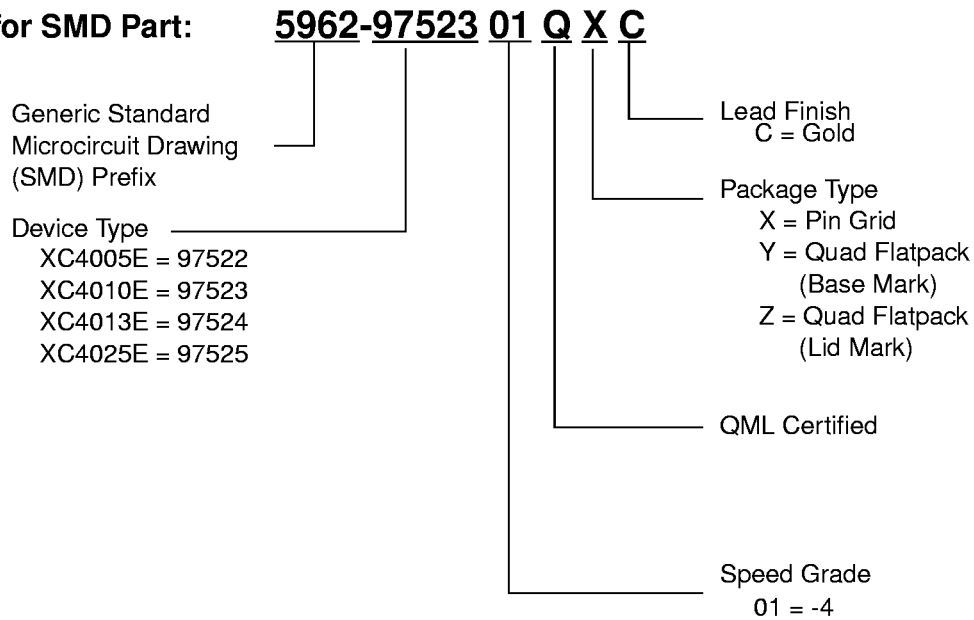 for SMD Part: 5962-97523 01 Q X C
Generic Standard
Microcircuit Drawing
(SMD) Prefix
Device Type
XC4005E = 97522
XC4010E = 97523
XC4013E = 97524
XC4025E = 97525
Lead Finish
C = Gold
Package Type
X = Pin Grid
Y = Quad Flatpack
(Base Mark)
Z = Quad Flatpack
(Lid Mark)
QML Certified
Speed Grade
01 = -4